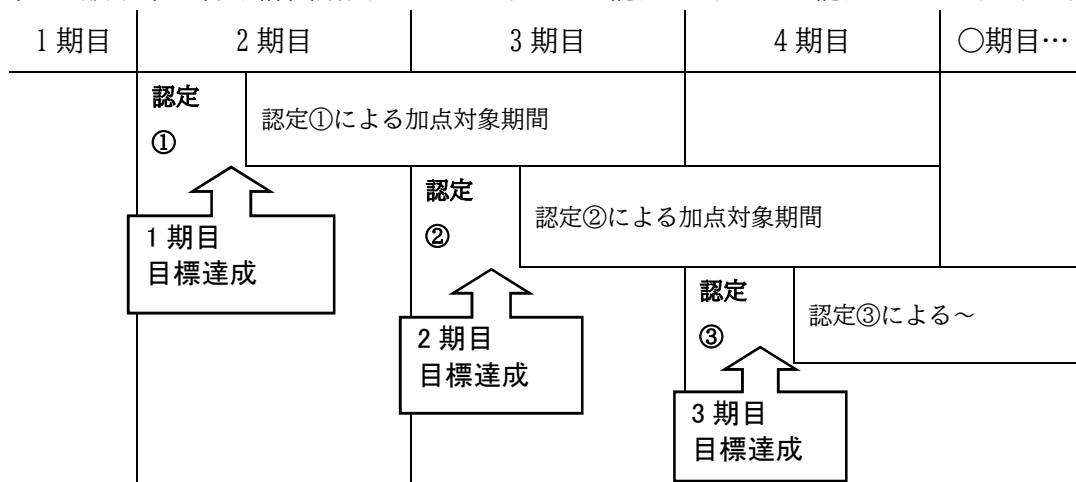 1期目
2期目
3期目
4期目
〇期目…
認定
①
認定①による加点対象期間
1期目
目標達成
認定
②
認定②による加点対象期間
2期目
目標達成
認定
③
認定③による～
3期目
目標達成